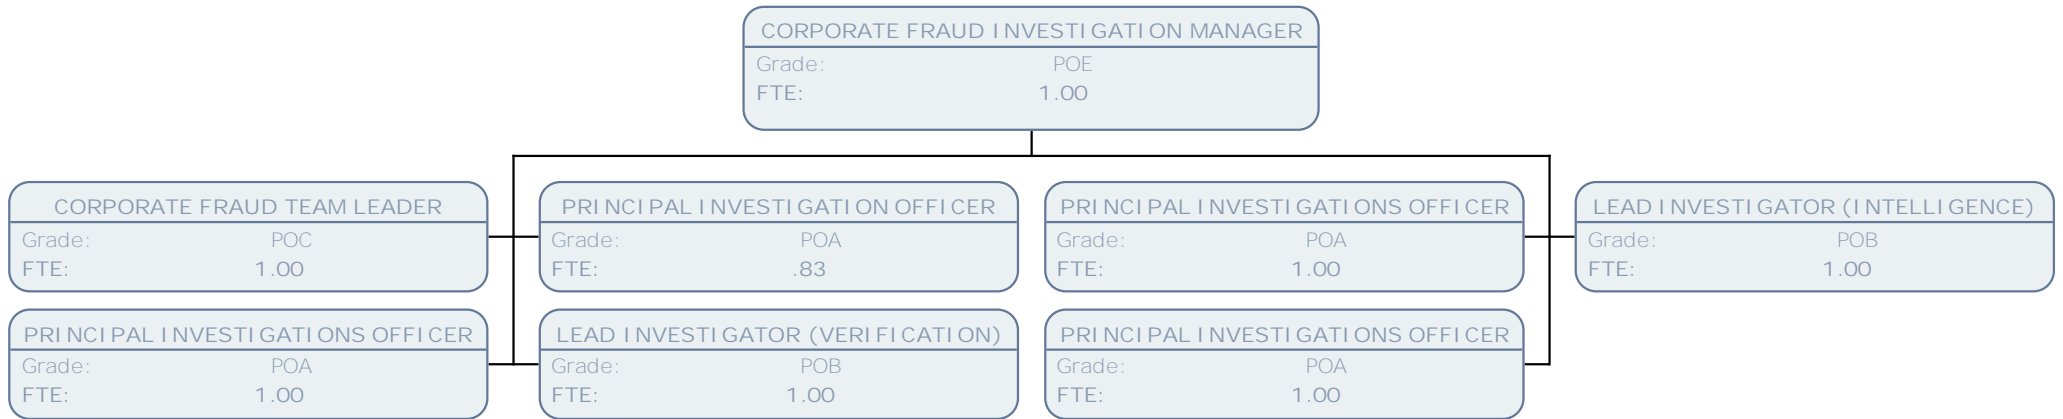 CORPORATE FRAUD INVESTIGATION MANAGER
Grade: POE
FTE: 1.00
CORPORATE FRAUD TEAM LEADER
Grade: POC
FTE: 1.00
PRINCIPAL INVESTIGATION OFFICER
Grade: POA
FTE: .83
PRINCIPAL INVESTIGATIONS OFFICER
Grade: POA
FTE: 1.00
LEAD INVESTIGATOR (INTELLIGENCE)
Grade: POB
FTE: 1.00
PRINCIPAL INVESTIGATIONS OFFICER
Grade: POA
FTE: 1.00
LEAD INVESTIGATOR (VERIFICATION)
Grade: POB
FTE: 1.00
PRINCIPAL INVESTIGATIONS OFFICER
Grade: POA
FTE: 1.00